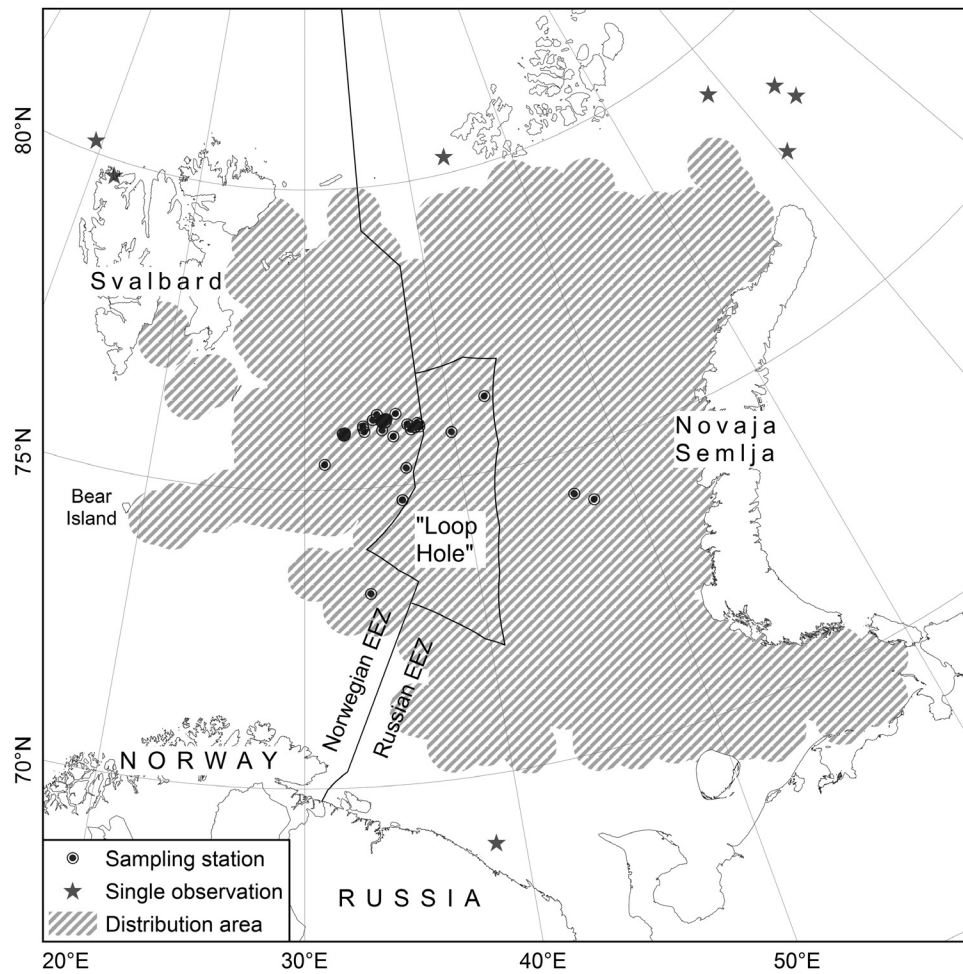 80°N
Svalbard
75°N
Novaja
Semlja
Bear
Island
"Loop
Hole"
Norwegian EEZ
Russian EEZ
70°N
NORWAY
RUSSIA
Sampling station
Single observation
Distribution area
20°E
30°E
40°E
50°E